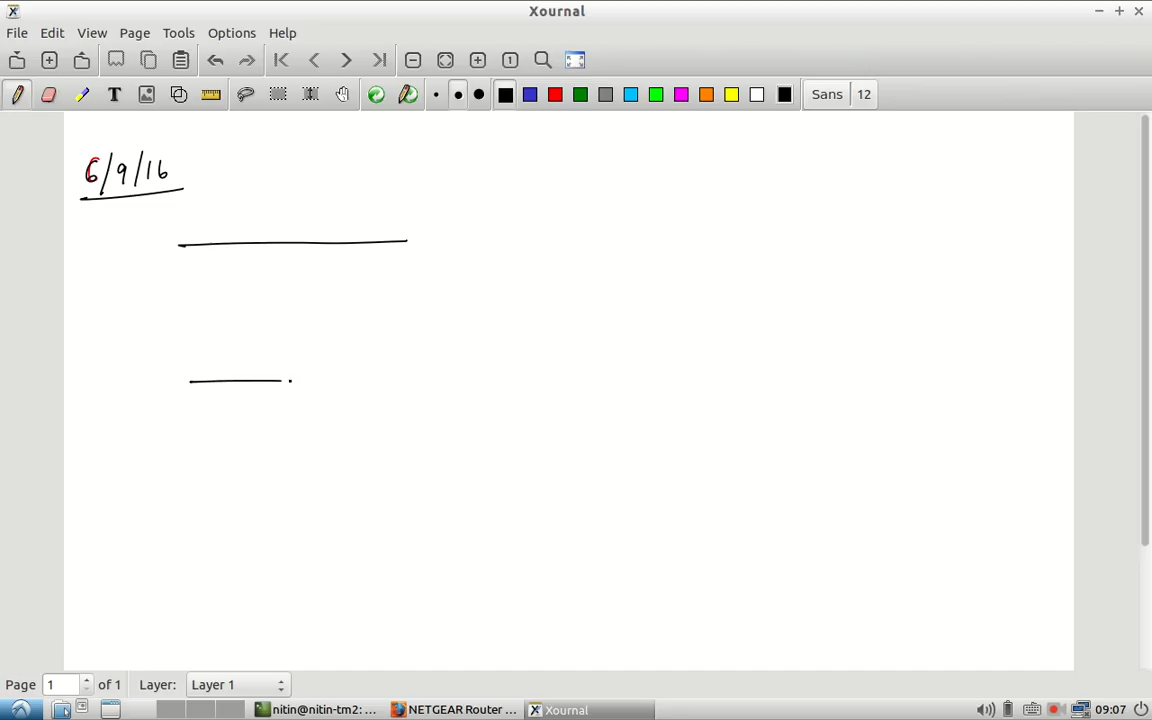 Xournal
File Edit View Page Tools Options Help
Sans 12
6/9/16
Page 1 of 1 Layer: Layer 1
nitin@nitin-tm2: ... NETGEAR Router ... Xournal 09:07